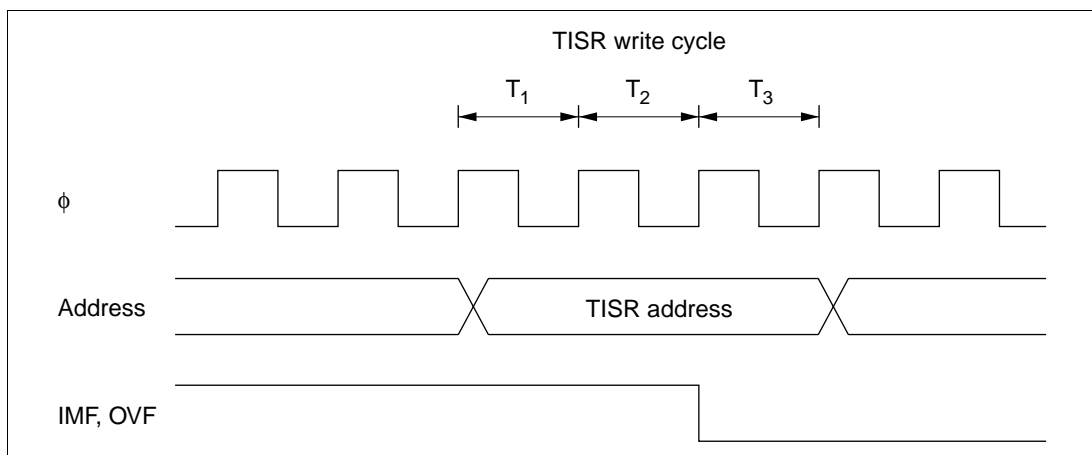 TISR write cycle
T1 T2 T3
ϕ
Address
TISR address
IMF, OVF